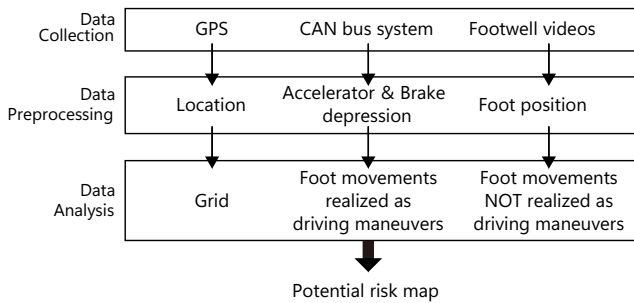 Data
Collection
GPS
CAN bus system
Footwell videos
Data
Preprocessing
Location
Accelerator & Brake
depression
Foot position
Data
Analysis
Grid
Foot movements
realized as
driving maneuvers
Foot movements
NOT realized as
driving maneuvers
Potential risk map